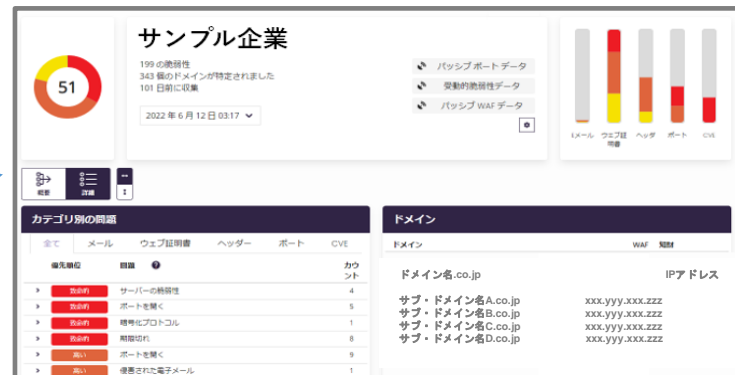 サンプル企業
51
199 の脆弱性
343 個のドメインが特定されました
101 日前に収集
2022 年 6 月 12 日 03:17
パッシブ ポート データ
受動的脆弱性データ
パッシブ WAF データ
メール ウェブ証明書 ヘッダ ポート CVE
概要 詳細
カテゴリ別の問題
全て メール ウェブ証明書 ヘッダー ポート CVE
優先順位 問題 カウント
致命的 サーバーの脆弱性 4
致命的 ポートを開く 5
致命的 暗号化プロトコル 1
致命的 期限切れ 8
高い ポートを開く 9
高い 侵害された電子メール 1
ドメイン
ドメイン WAF 知財
ドメイン名.co.jp IPアドレス
サブ・ドメイン名A.co.jp xxx.yyy.xxx.zzz
サブ・ドメイン名B.co.jp xxx.yyy.xxx.zzz
サブ・ドメイン名C.co.jp xxx.yyy.xxx.zzz
サブ・ドメイン名D.co.jp xxx.yyy.xxx.zzz